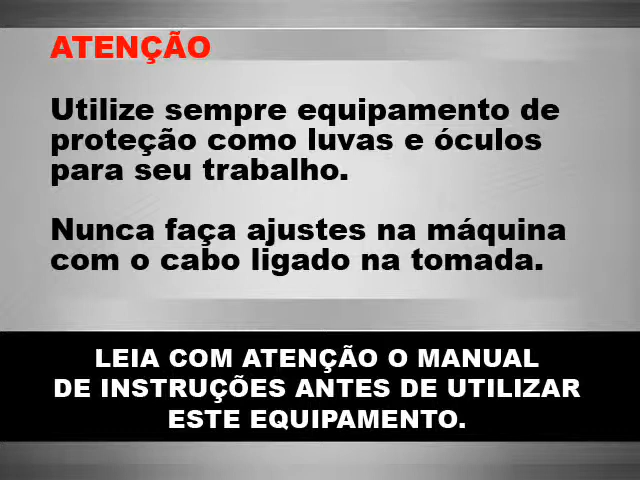 ATENÇÃO
Utilize sempre equipamento de
proteção como luvas e óculos
para seu trabalho.
Nunca faça ajustes na máquina
com o cabo ligado na tomada.
LEIA COM ATENÇÃO O MANUAL
DE INSTRUÇÕES ANTES DE UTILIZAR
ESTE EQUIPAMENTO.